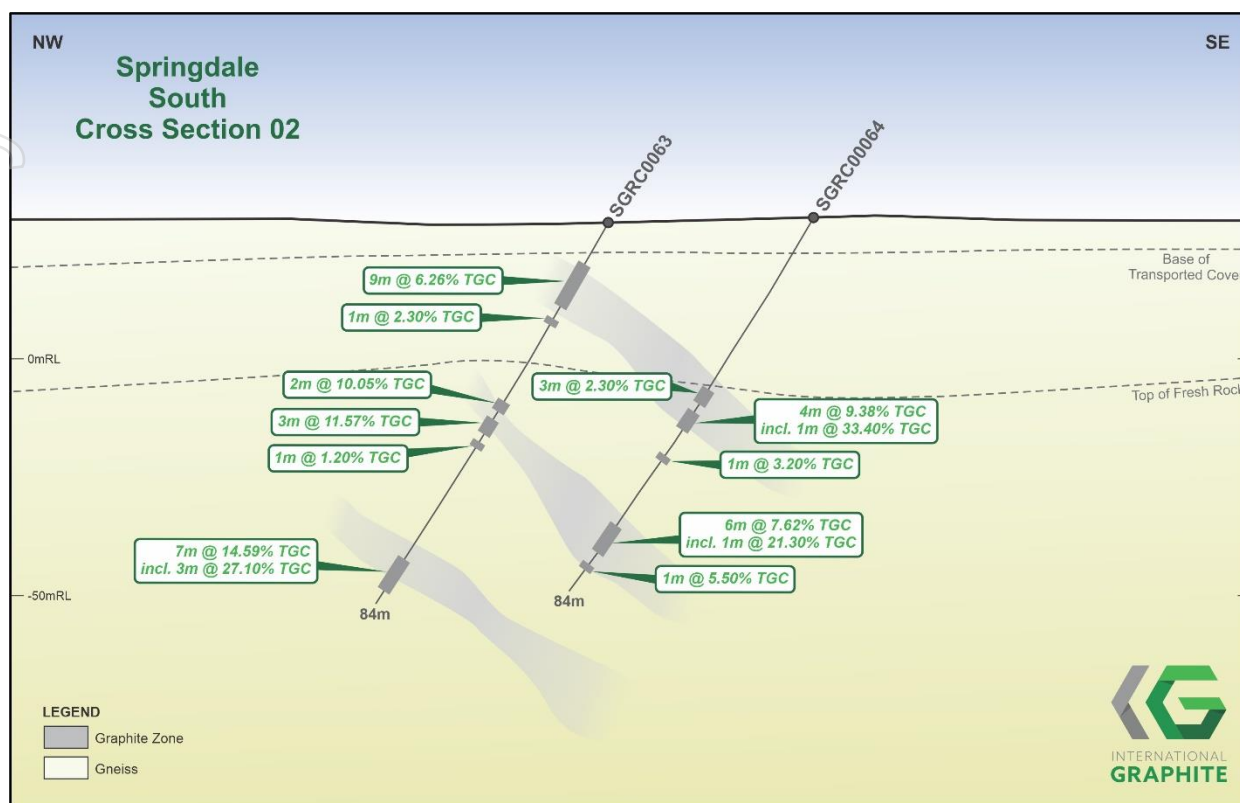 NW
SE
Springdale
South
Cross Section 02
SGRC0063
SGRC00064
9m @ 6.26% TGC
Base of
Transported Cove
1m @ 2.30% TGC
0mRL
2m @ 10.05% TGC
3m @ 2.30% TGC
Top of Fresh Rock
3m @ 11.57% TGC
4m @ 9.38% TGC
incl. 1m @ 33.40% TGC
1m @ 1.20% TGC
1m @ 3.20% TGC
6m @ 7.62% TGC
incl. 1m @ 21.30% TGC
7m @ 14.59% TGC
incl. 3m @ 27.10% TGC
1m @ 5.50% TGC
-50mRL
84m
84m
LEGEND
Graphite Zone
Gneiss
INTERNATIONAL
GRAPHITE